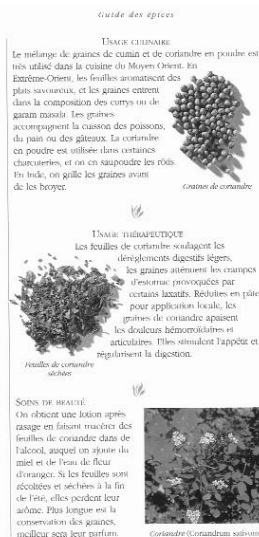 Guide des épices
USAGE CULINAIRE
Le mélange de graines de cumin et de coriandre en poudre est
très utilisé dans la cuisine du Moyen Orient. En
Extrême-Orient, les feuilles aromatisent des
plats savoureux, et les graines entrent
dans la composition des currys ou de
garam masala. Les graines
accompagnent la cuisson des poissons,
du pain ou des gâteaux. La coriandre
en poudre est utilisée dans certaines
charcuteries, et on en saupoudre les rôtis.
En Inde, on grille les graines avant
de les broyer.
Graines de coriandre
USAGE THÉRAPEUTIQUE
Les feuilles de coriandre soulagent les
dérèglements digestifs légers,
les graines atténuent les crampes
d'estomac provoquées par
certains laxatifs. Réduites en pâte
pour application locale, les
graines de coriandre apaisent
les douleurs hémorroïdaires et
articulaires. Elles stimulent l'appétit et
régularisent la digestion.
Feuilles de coriandre
séchées
SOINS DE BEAUTÉ
On obtient une lotion après
rasage en faisant macérer des
feuilles de coriandre dans de
l'alcool, auquel on ajoute du
miel et de l'eau de fleur
d'oranger. Si les feuilles sont
récoltées et séchées à la fin
de l'été, elles perdent leur
arôme. Plus longue est la
conservation des graines,
meilleur sera leur parfum.
Coriandre (Coriandrum sativum)